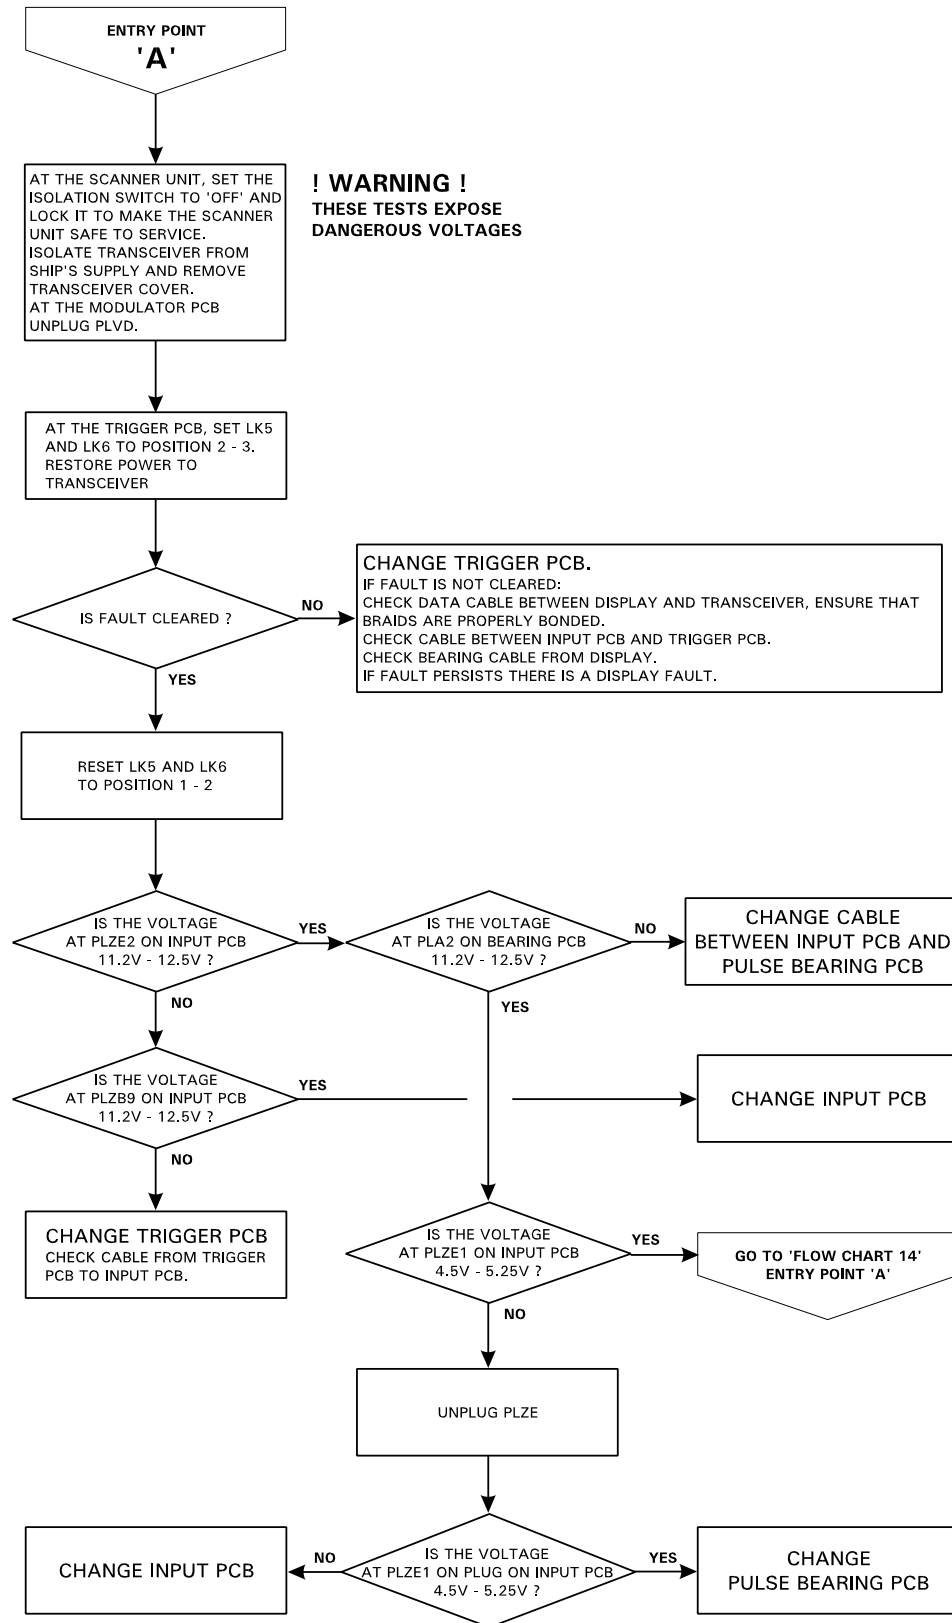 ENTRY POINT
'A'
AT THE SCANNER UNIT, SET THE
ISOLATION SWITCH TO 'OFF' AND
LOCK IT TO MAKE THE SCANNER
UNIT SAFE TO SERVICE.
ISOLATE TRANSCEIVER FROM
SHIP'S SUPPLY AND REMOVE
TRANSCEIVER COVER.
AT THE MODULATOR PCB
UNPLUG PLVD.
! WARNING !
THESE TESTS EXPOSE
DANGEROUS VOLTAGES
AT THE TRIGGER PCB, SET LK5
AND LK6 TO POSITION 2 - 3.
RESTORE POWER TO
TRANSCEIVER
IS FAULT CLEARED ?
NO
CHANGE TRIGGER PCB.
IF FAULT IS NOT CLEARED:
CHECK DATA CABLE BETWEEN DISPLAY AND TRANSCEIVER, ENSURE THAT
BRAIDS ARE PROPERLY BONDED.
CHECK CABLE BETWEEN INPUT PCB AND TRIGGER PCB.
CHECK BEARING CABLE FROM DISPLAY.
IF FAULT PERSISTS THERE IS A DISPLAY FAULT.
YES
RESET LK5 AND LK6
TO POSITION 1 - 2
IS THE VOLTAGE
AT PLZE2 ON INPUT PCB
11.2V - 12.5V ?
YES
IS THE VOLTAGE
AT PLA2 ON BEARING PCB
11.2V - 12.5V ?
NO
CHANGE CABLE
BETWEEN INPUT PCB AND
PULSE BEARING PCB
NO
YES
IS THE VOLTAGE
AT PLZB9 ON INPUT PCB
11.2V - 12.5V ?
YES
CHANGE INPUT PCB
NO
CHANGE TRIGGER PCB
CHECK CABLE FROM TRIGGER
PCB TO INPUT PCB.
IS THE VOLTAGE
AT PLZE1 ON INPUT PCB
4.5V - 5.25V ?
YES
GO TO 'FLOW CHART 14'
ENTRY POINT 'A'
NO
UNPLUG PLZE
IS THE VOLTAGE
AT PLZE1 ON PLUG ON INPUT PCB
4.5V - 5.25V ?
NO
CHANGE INPUT PCB
YES
CHANGE
PULSE BEARING PCB